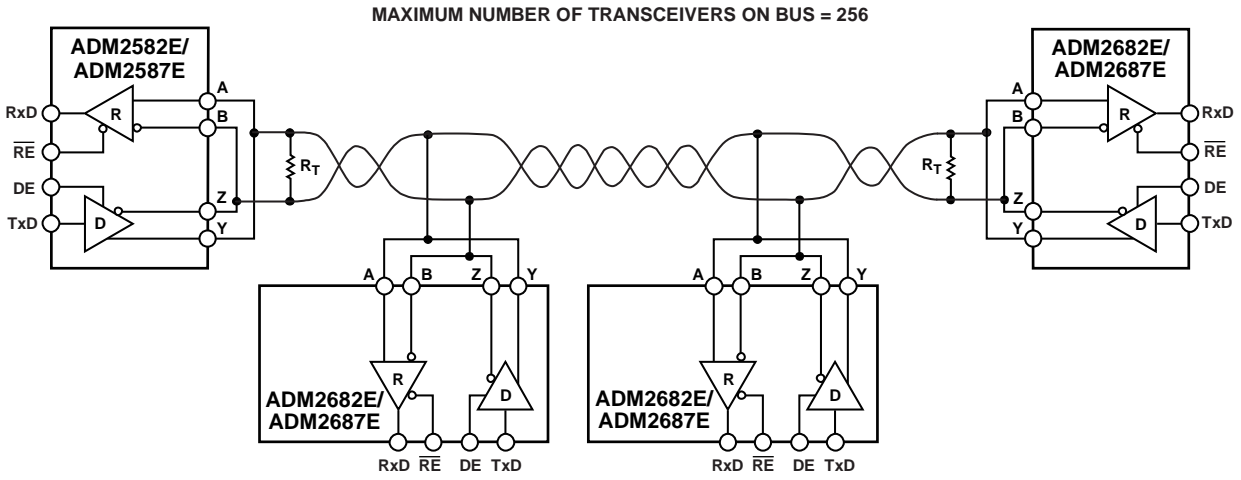 MAXIMUM NUMBER OF TRANSCEIVERS ON BUS = 256
ADM2582E/
ADM2587E
A
B
Z
Y
RxD
RE
DE
TxD
R
D
RT
RT
ADM2682E/
ADM2687E
A
B
Z
Y
R
D
RxD
RE
DE
TxD
A B Z Y
R
D
ADM2682E/
ADM2687E
RxD RE DE TxD
A B Z Y
R
D
ADM2682E/
ADM2687E
RxD RE DE TxD